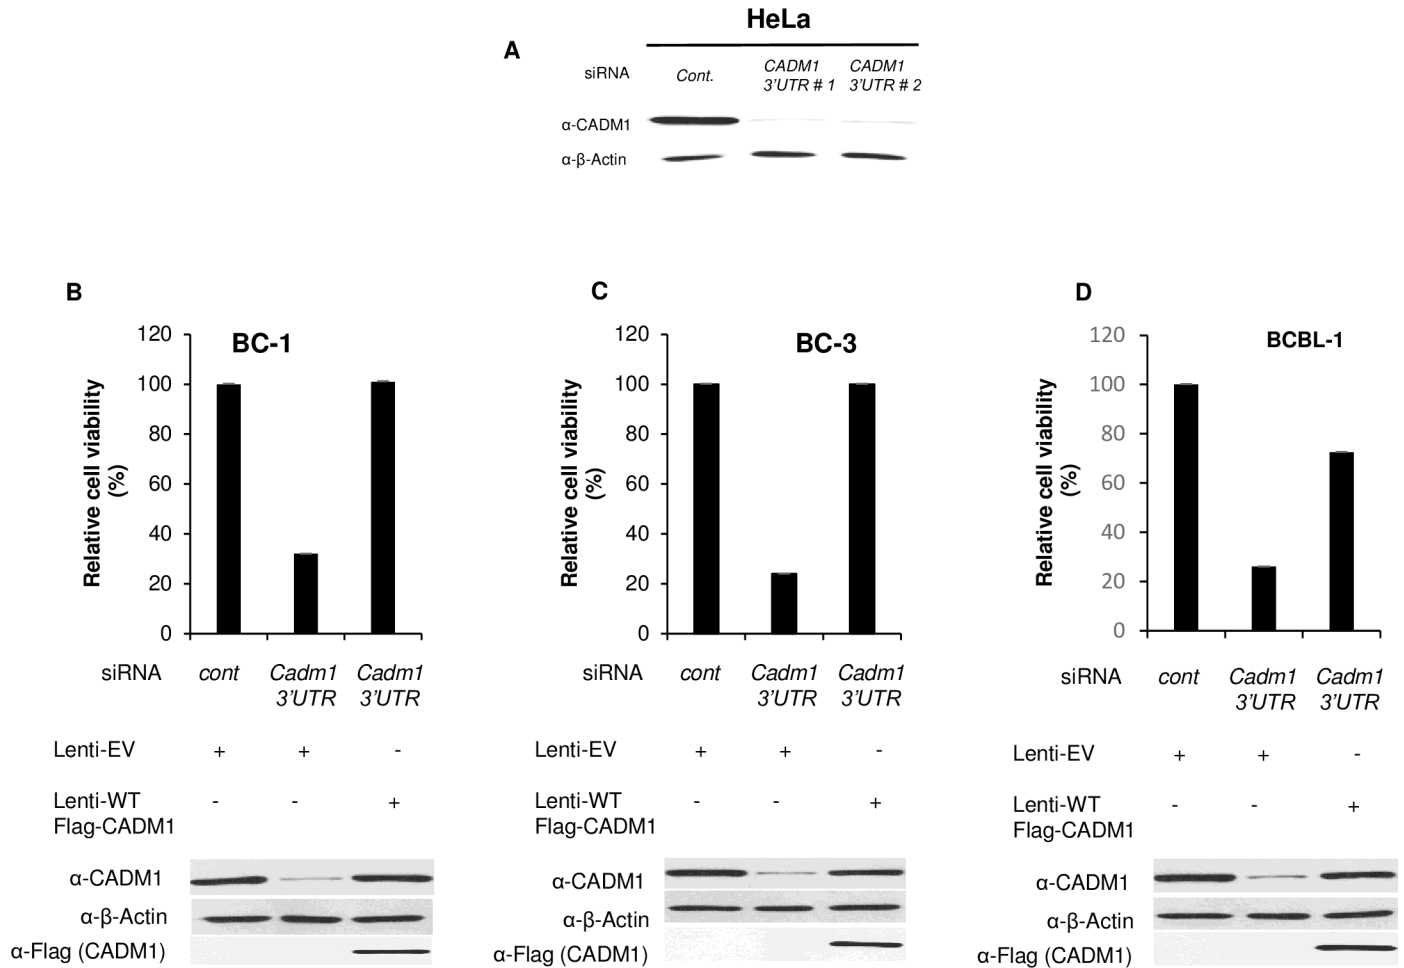 HeLa
A
siRNA
Cont.
CADM1
3’UTR # 1
CADM1
3’UTR # 2
α-CADM1
α-β-Actin
B
BC-1
Relative cell viability
(%)
120
100
80
60
40
20
0
siRNA
cont
Cadm1
3’UTR
Cadm1
3’UTR
Lenti-EV + + -
Lenti-WT - - +
Flag-CADM1
α-CADM1
α-β-Actin
α-Flag (CADM1)
C
BC-3
Relative cell viability
(%)
120
100
80
60
40
20
0
siRNA
cont
Cadm1
3’UTR
Cadm1
3’UTR
Lenti-EV + + -
Lenti-WT - - +
Flag-CADM1
α-CADM1
α-β-Actin
α-Flag (CADM1)
D
BCBL-1
Relative cell viability
(%)
120
100
80
60
40
20
0
siRNA
cont
Cadm1
3’UTR
Cadm1
3’UTR
Lenti-EV + + -
Lenti-WT - - +
Flag-CADM1
α-CADM1
α-β-Actin
α-Flag (CADM1)